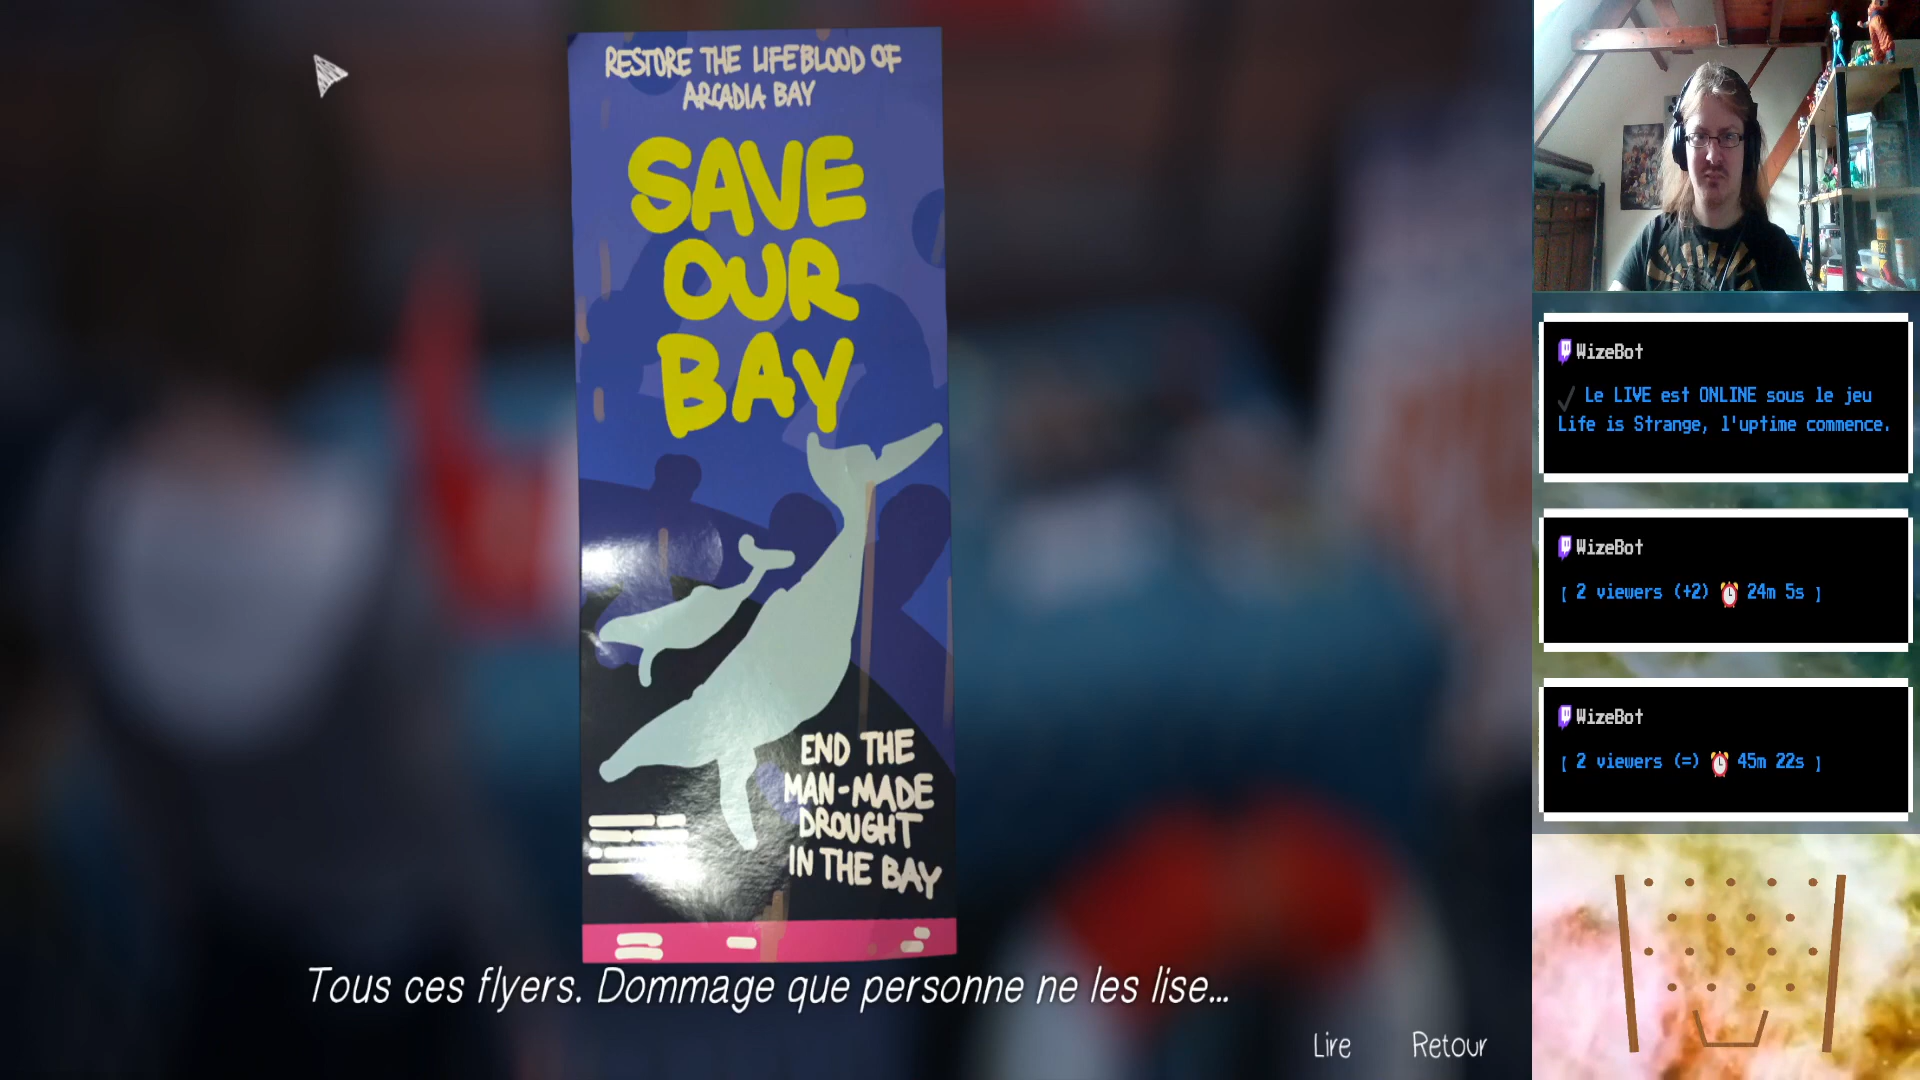 RESTORE THE LIFEBLOOD OF
ARCADIA BAY
SAVE
OUR
BAY
END THE
MAN-MADE
DROUGHT
IN THE BAY
Tous ces flyers. Dommage que personne ne les lise...
Lire Retour
WizeBot
Le LIVE est ONLINE sous le jeu
Life is Strange, l'uptime commence.
WizeBot
[ 2 viewers (+2) ⏰ 24m 5s ]
WizeBot
[ 2 viewers (=) ⏰ 45m 22s ]